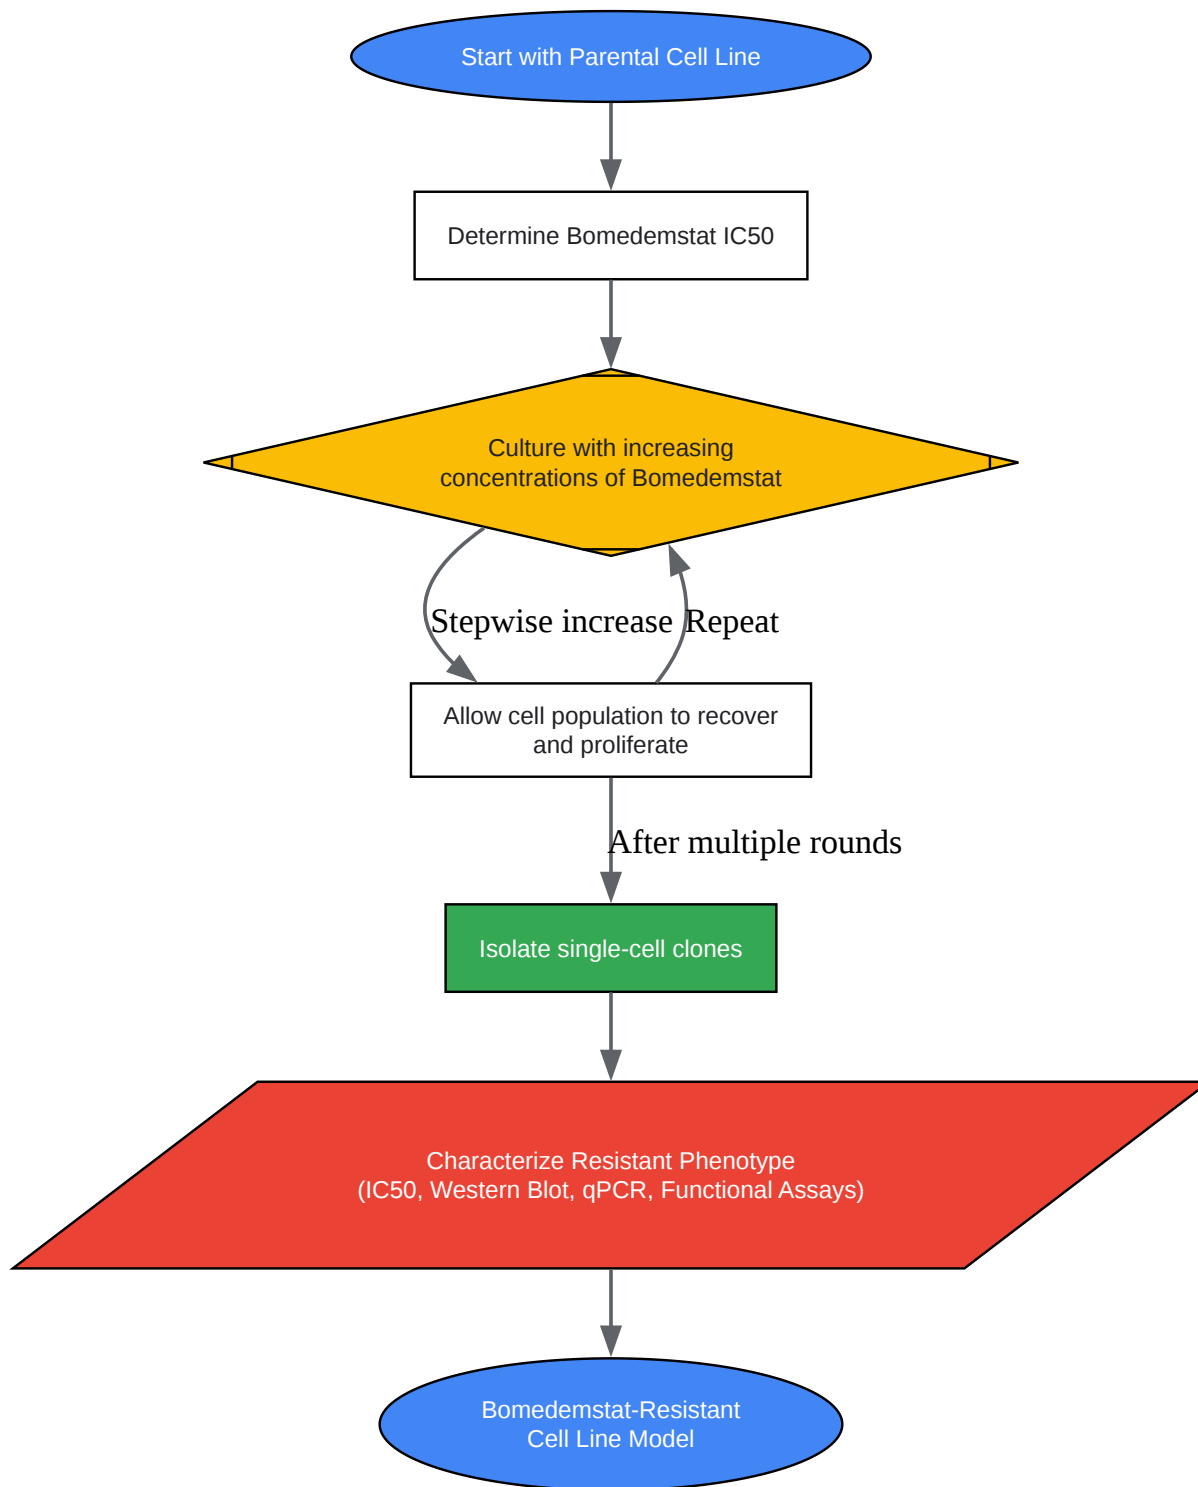 Start with Parental Cell Line
Determine Bomedemstat IC50
Culture with increasing
concentrations of Bomedemstat
Stepwise increase
Repeat
Allow cell population to recover
and proliferate
After multiple rounds
Isolate single-cell clones
Characterize Resistant Phenotype
(IC50, Western Blot, qPCR, Functional Assays)
Bomedemstat-Resistant
Cell Line Model